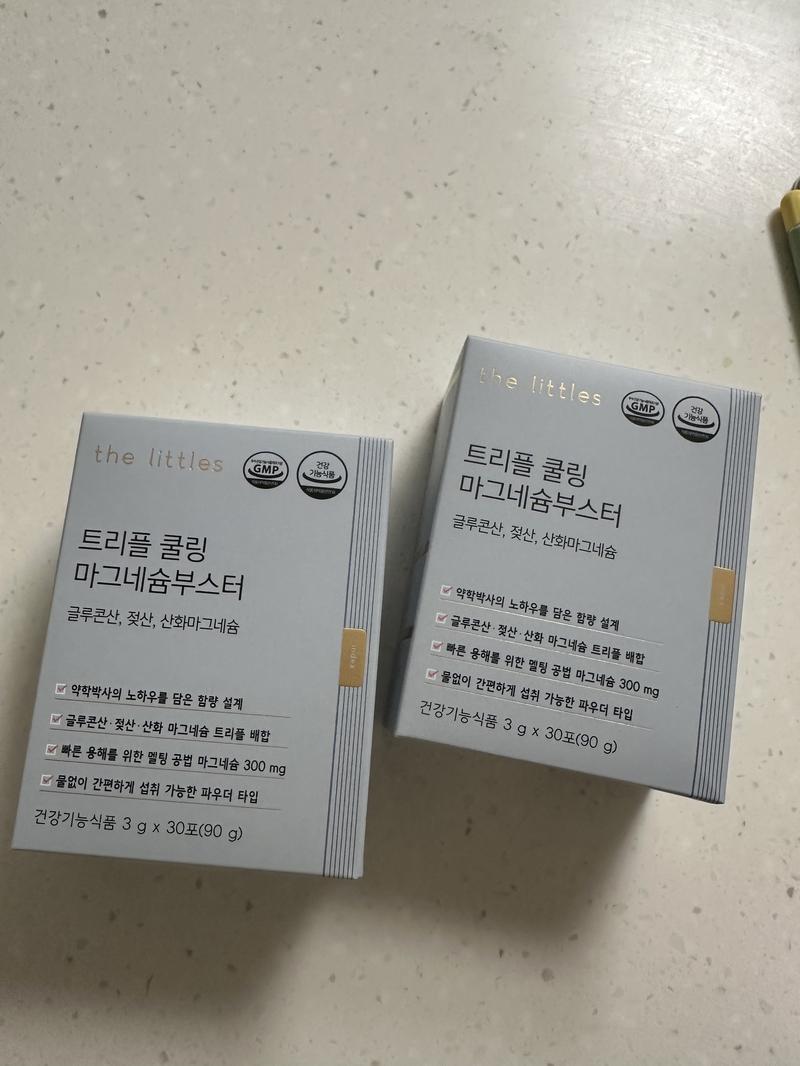 the littles
GMP
건강
기능식품
트리플 쿨링
마그네슘부스터
글루콘산, 젖산, 산화마그네슘
약학박사의 노하우를 담은 함량 설계
글루콘산·젖산·산화 마그네슘 트리플 배합
빠른 용해를 위한 멜팅 공법 마그네슘 300 mg
물없이 간편하게 섭취 가능한 파우더 타입
건강기능식품 3 g x 30포(90 g)
index
the littles
GMP
건강
기능식품
트리플 쿨링
마그네슘부스터
글루콘산, 젖산, 산화마그네슘
약학박사의 노하우를 담은 함량 설계
글루콘산·젖산·산화 마그네슘 트리플 배합
빠른 용해를 위한 멜팅 공법 마그네슘 300 mg
물없이 간편하게 섭취 가능한 파우더 타입
건강기능식품 3 g x 30포(90 g)